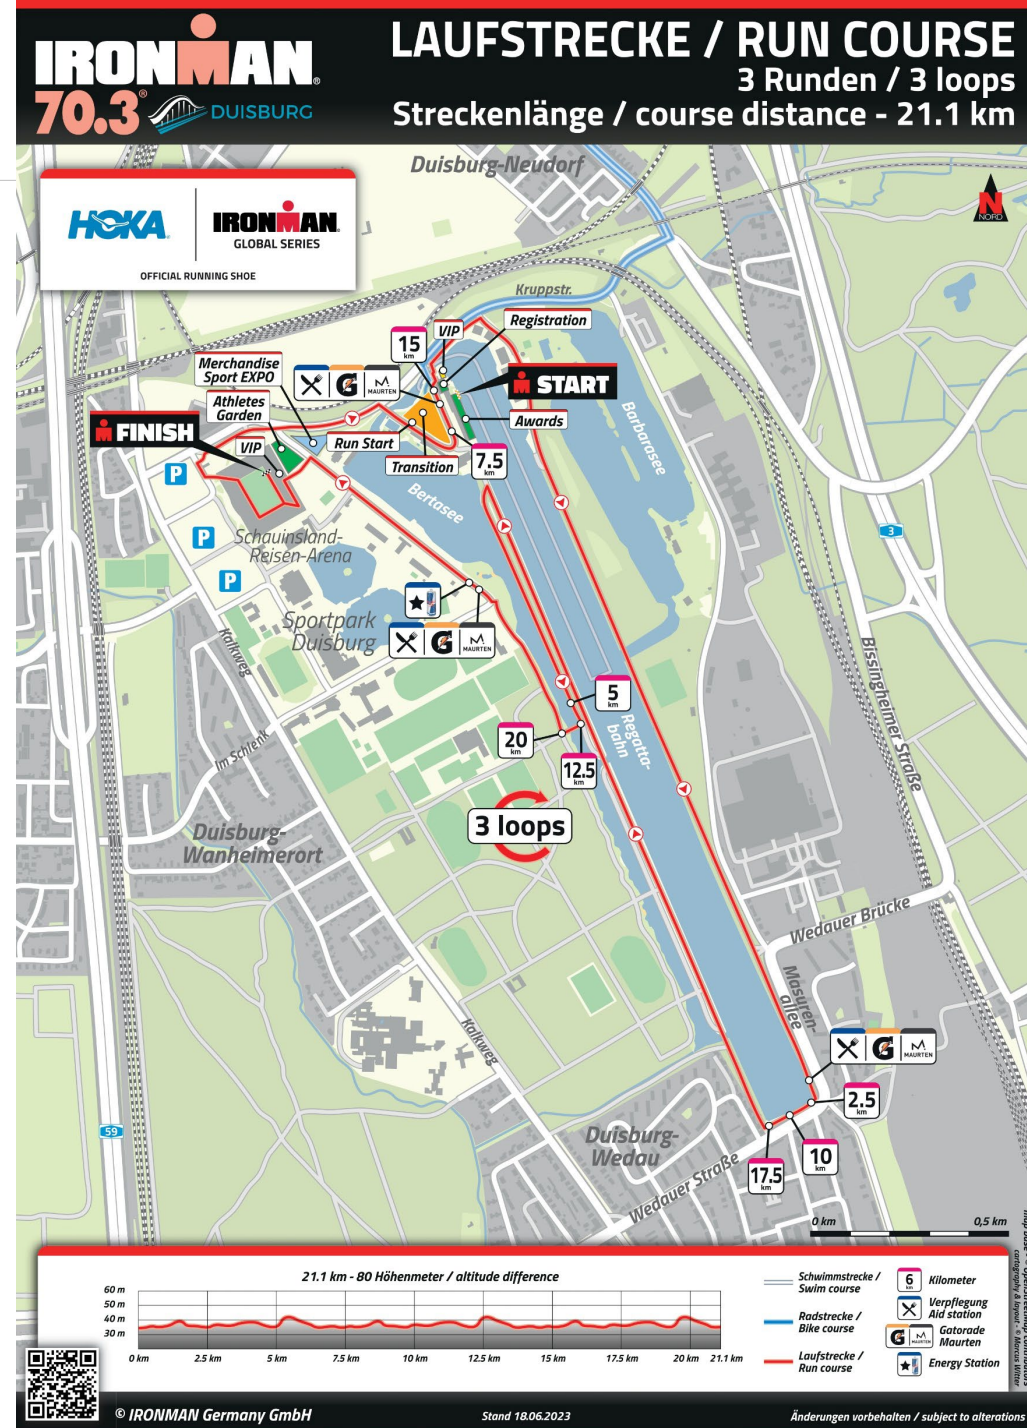 IRONMAN
70.3 DUISBURG
LAUFSTRECKE / RUN COURSE
3 Runden / 3 loops
Streckenlänge / course distance - 21.1 km
Duisburg-Neudorf
N
NORD
HOKA
IRONMAN
GLOBAL SERIES
OFFICIAL RUNNING SHOE
Kruppstr.
Registration
VIP
15
km
START
Merchandise
Sport EXPO
G
MAURTEN
Athletes
Garden
FINISH
VIP
Run Start
Awards
Transition
7.5
km
Barbarasee
Bertasee
P
P
P
Schauinsland-
Reisen-Arena
3
Sportpark
Duisburg
G
MAURTEN
Kalkweg
Bissingheimer Straße
5
km
Regatta-
bahn
20
km
12.5
km
Im Schlenk
3 loops
Duisburg-
Wanheimerort
Wedauer Brücke
Masuren-
allee
Kalkweg
G
MAURTEN
2.5
km
59
Duisburg-
Wedau
10
km
17.5
km
Wedauer Straße
0 km
0,5 km
21.1 km - 80 Höhenmeter / altitude difference
60 m
50 m
40 m
30 m
0 km
2.5 km
5 km
7.5 km
10 km
12.5 km
15 km
17.5 km
20 km
21.1 km
Schwimmstrecke /
Swim course
Radstrecke /
Bike course
Laufstrecke /
Run course
6
km
Kilometer
Verpflegung
Aid station
G
MAURTEN
Gatorade
Maurten
Energy Station
cartography & layout - © Marcus Witter
© IRONMAN Germany GmbH
Stand 18.06.2023
Änderungen vorbehalten / subject to alterations